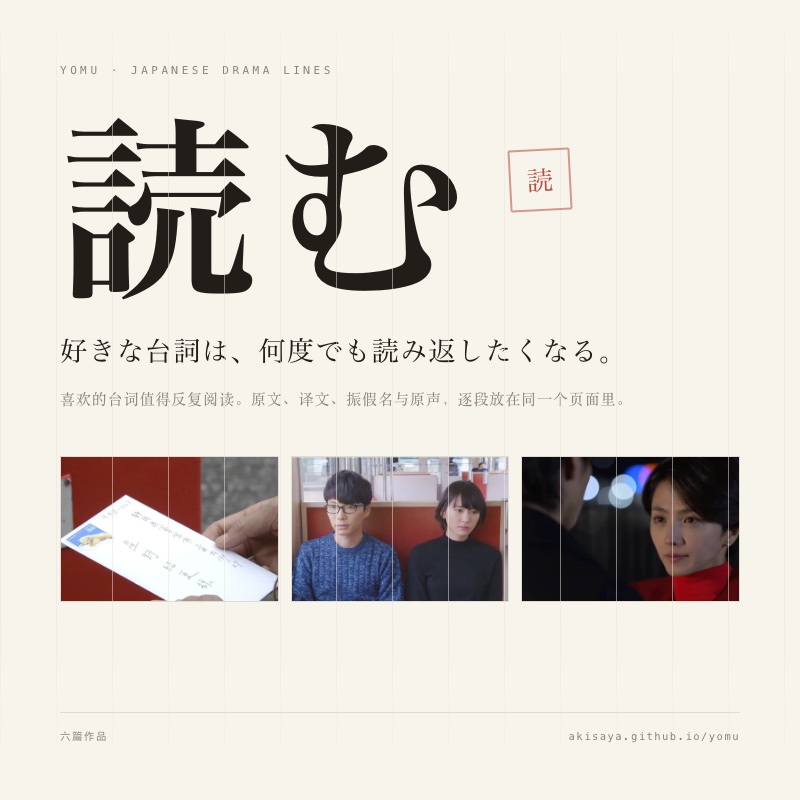 YOMU · JAPANESE DRAMA LINES
読む
読
好きな台詞は、何度でも読み返したくなる。
喜欢的台词值得反复阅读。原文、译文、振假名与原声，逐段放在同一个页面里。
六篇作品
akisaya.github.io/yomu